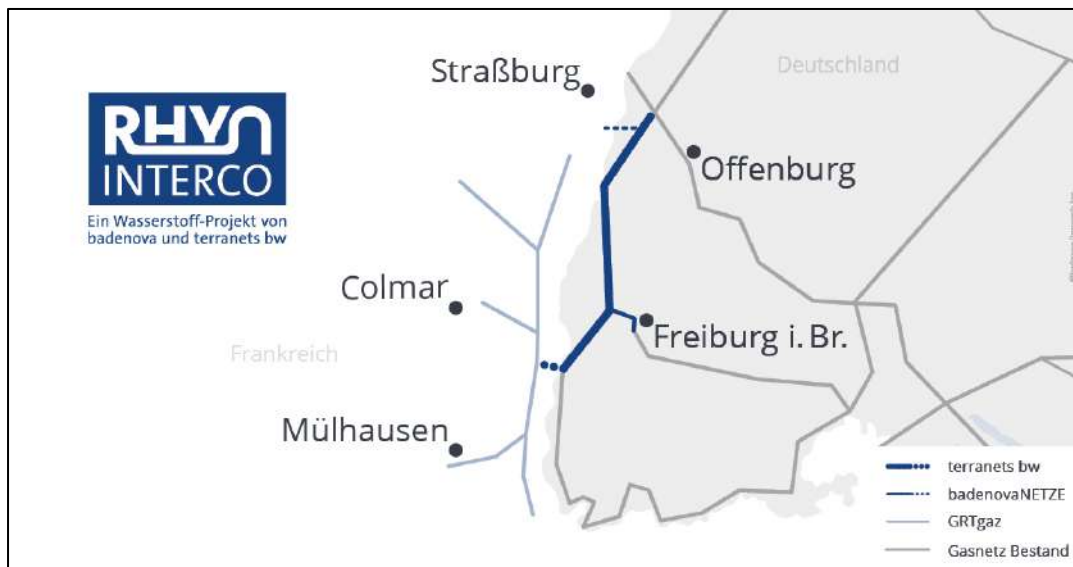 Straßburg
Deutschland
RHYn
INTERCO
Ein Wasserstoff-Projekt von
badenova und terranets bw
Offenburg
Colmar
Freiburg i. Br.
Frankreich
Mülhausen
terranets bw
badenovaNETZE
GRTgaz
Gasnetz Bestand